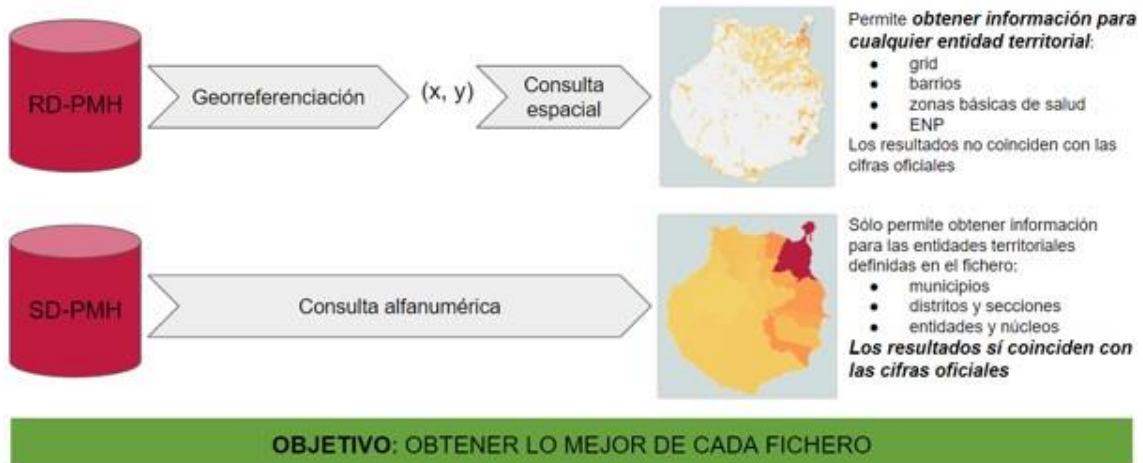 RD-PMH
Georreferenciación
(x, y)
Consulta
espacial
Permite obtener información para
cualquier entidad territorial:
● grid
● barrios
● zonas básicas de salud
● ENP
Los resultados no coinciden con las
cifras oficiales
SD-PMH
Consulta alfanumérica
Sólo permite obtener información
para las entidades territoriales
definidas en el fichero:
● municipios
● distritos y secciones
● entidades y núcleos
Los resultados sí coinciden con
las cifras oficiales
OBJETIVO: OBTENER LO MEJOR DE CADA FICHERO